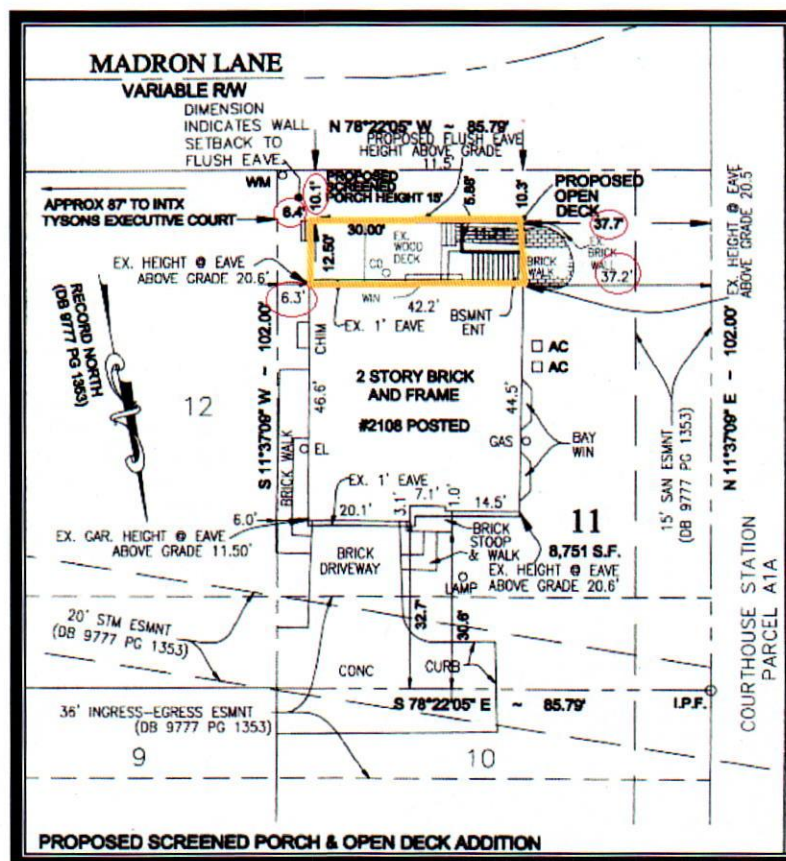 MADRON LANE
VARIABLE R/W
DIMENSION
INDICATES WALL
SETBACK TO
FLUSH EAVE
N 78°22'05" W ~ 85.79'
PROPOSED FLUSH EAVE
HEIGHT ABOVE GRADE
11.5'
WM
10.1'
PROPOSED
SCREENED
PORCH HEIGHT 15'
5.88'
10.3'
PROPOSED
OPEN
DECK
APPROX 87' TO INTX
TYSONS EXECUTIVE COURT
6.4'
30.00'
37.7'
EX. HEIGHT @ EAVE
ABOVE GRADE 20.5'
12.50'
EX.
WOOD
DECK
CO
EX.
BRICK
WALL
BRICK
WALK
37.2'
EX. HEIGHT @ EAVE
ABOVE GRADE 20.6'
6.3'
WIN
42.2'
EX. 1' EAVE
BSMNT
ENT
RECORD NORTH
(DB 9777 PG 1353)
S 11°37'09" W ~ 102.00'
CHIM
AC
AC
12
46.6'
2 STORY BRICK
AND FRAME
#2108 POSTED
44.5'
EL
GAS
BAY
WIN
15' SAN ESMNT
(DB 9777 PG 1353)
N 11°37'09" E ~ 102.00'
BRICK WALK
EX. 1' EAVE
6.0'
20.1'
3.1'
7.1'
1.0'
14.5'
11
8,751 S.F.
EX. GAR. HEIGHT @ EAVE
ABOVE GRADE 11.50'
BRICK
DRIVEWAY
BRICK
STOOP
& WALK
EX. HEIGHT @ EAVE
ABOVE GRADE 20.6'
LAMP
20' STM ESMNT
(DB 9777 PG 1353)
32.7'
30.6'
CONC
CURB
36' INGRESS-EGRESS ESMNT
(DB 9777 PG 1353)
S 78°22'05" E ~ 85.79'
I.P.F.
COURTHOUSE STATION
PARCEL A1A
9
10
PROPOSED SCREENED PORCH & OPEN DECK ADDITION